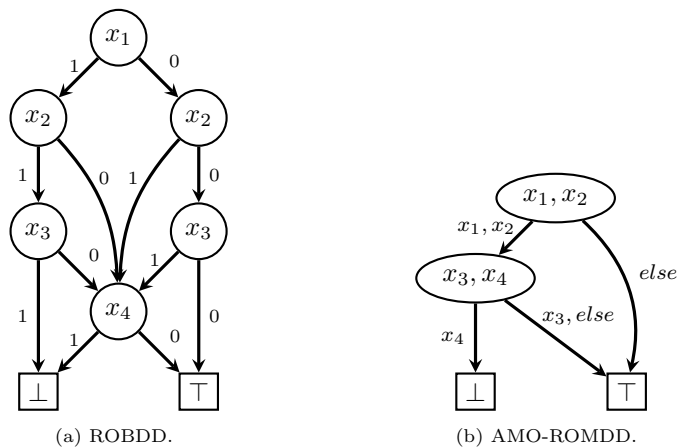 x₁
1 0
x₂ x₂
1 0 1 0
x₃ x₃
0 1
1 x₄ 0
1 0
⊥ ⊤
(a) ROBDD.
x₁, x₂
x₁, x₂
else
x₃, x₄
x₄ x₃, else
⊥ ⊤
(b) AMO-ROMDD.